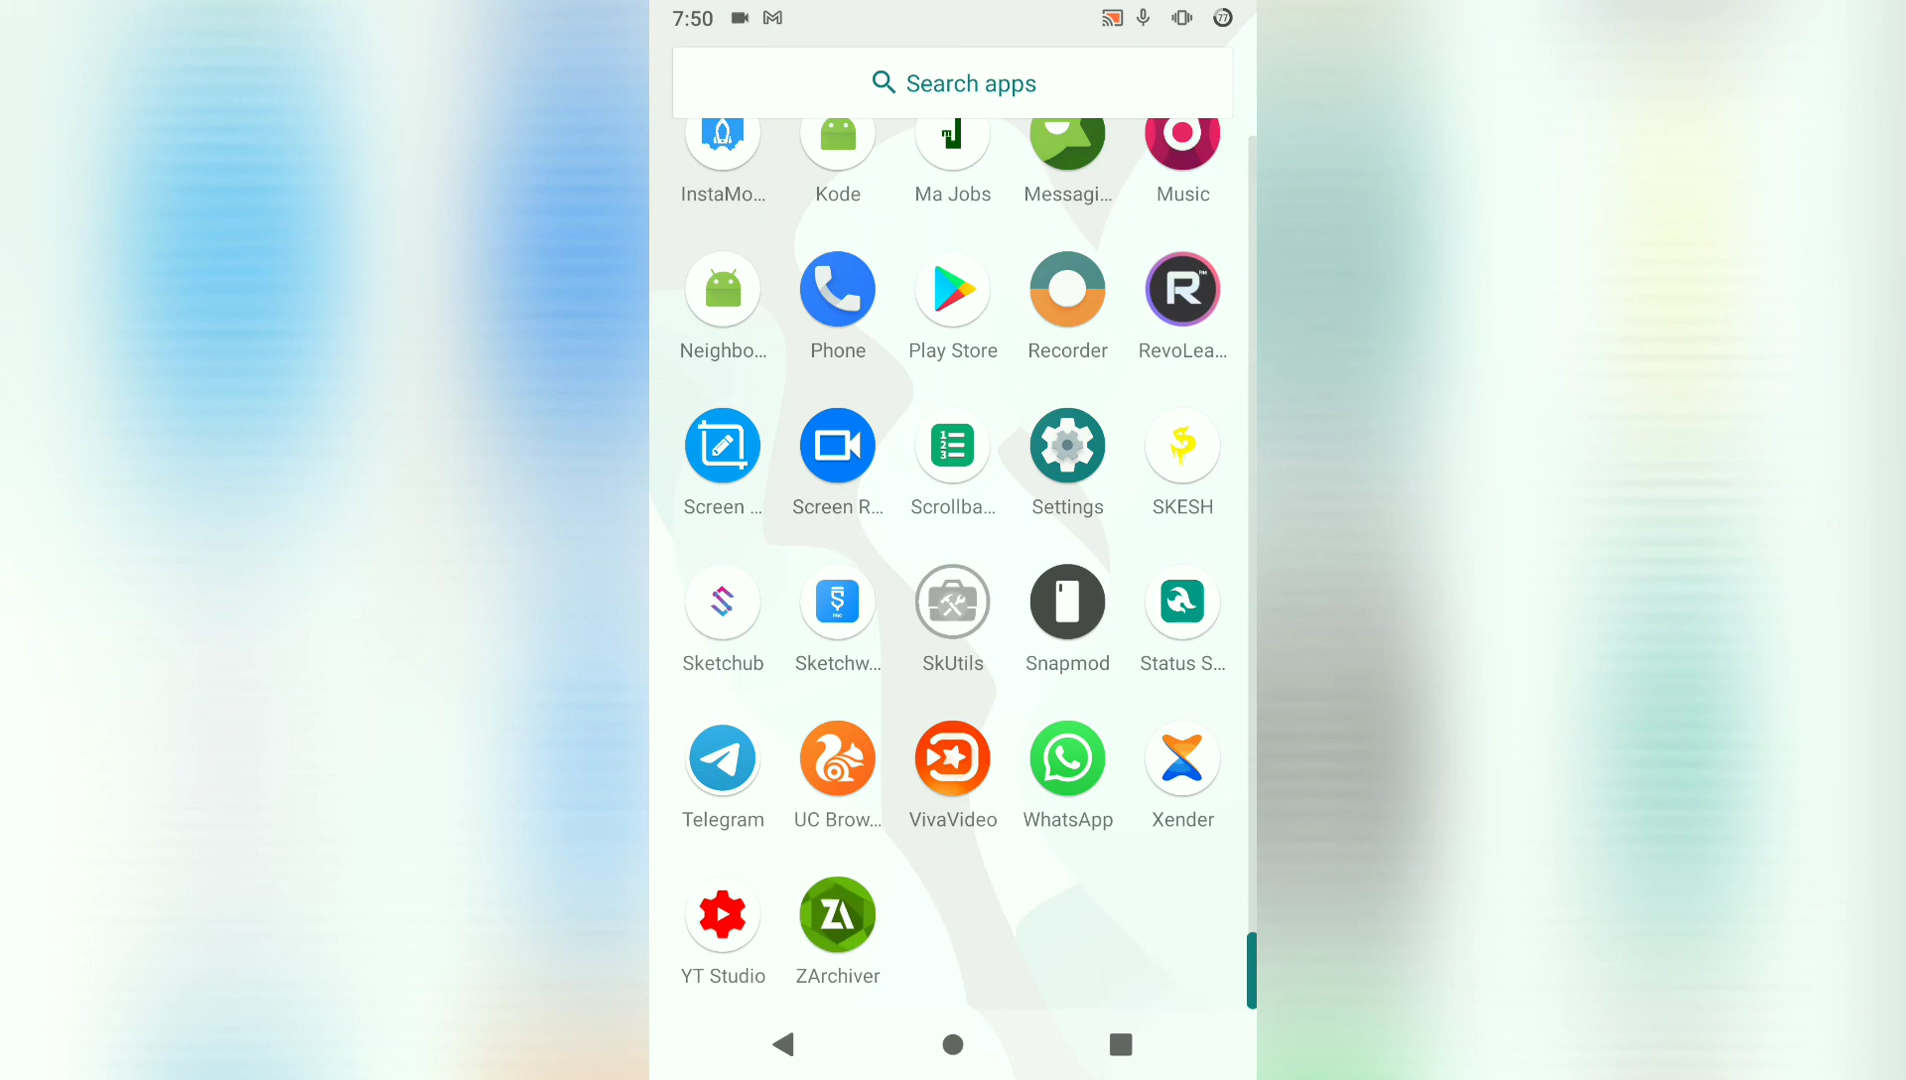 7:50
77
Search apps
InstaMo... Kode Ma Jobs Messagi... Music
Neighbo... Phone Play Store Recorder RevoLea...
Screen ... Screen R... Scrollba... Settings SKESH
Sketchub Sketchw... SkUtils Snapmod Status S...
Telegram UC Brow... VivaVideo WhatsApp Xender
YT Studio ZArchiver